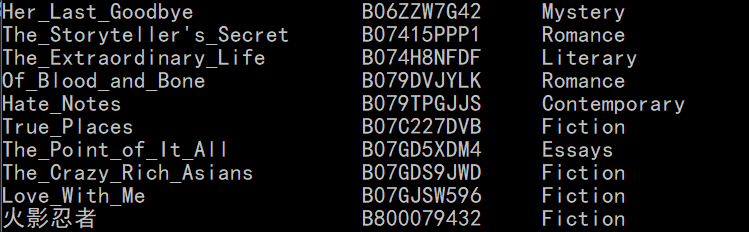 Her_Last_Goodbye B06ZZW7G42 Mystery
The_Storyteller's_Secret B07415PPP1 Romance
The_Extraordinary_Life B074H8NFDF Literary
Of_Blood_and_Bone B079DVJYLK Romance
Hate_Notes B079TPGJJS Contemporary
True_Places B07C227DVB Fiction
The_Point_of_It_All B07GD5XDM4 Essays
The_Crazy_Rich_Asians B07GDS9JWD Fiction
Love_With_Me B07GJSW596 Fiction
火影忍者 B800079432 Fiction